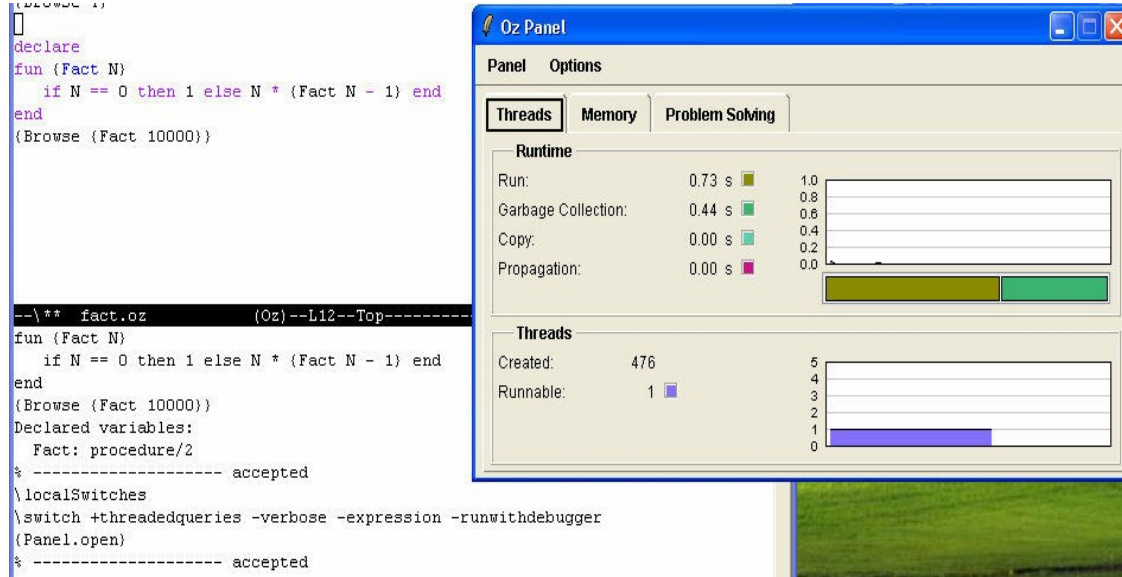 {Browse 1}
declare
fun {Fact N}
   if N == 0 then 1 else N * {Fact N - 1} end
end
{Browse {Fact 10000}}
--\** fact.oz (Oz)--L12--Top----------
fun {Fact N}
   if N == 0 then 1 else N * {Fact N - 1} end
end
{Browse {Fact 10000}}
Declared variables:
  Fact: procedure/2
% -------------------- accepted
\localSwitches
\switch +threadedqueries -verbose -expression -runwithdebugger
{Panel.open}
% -------------------- accepted
Oz Panel
Panel Options
Threads Memory Problem Solving
Runtime
Run: 0.73 s
Garbage Collection: 0.44 s
Copy: 0.00 s
Propagation: 0.00 s
1.0
0.8
0.6
0.4
0.2
0.0
Threads
Created: 476
Runnable: 1
5
4
3
2
1
0